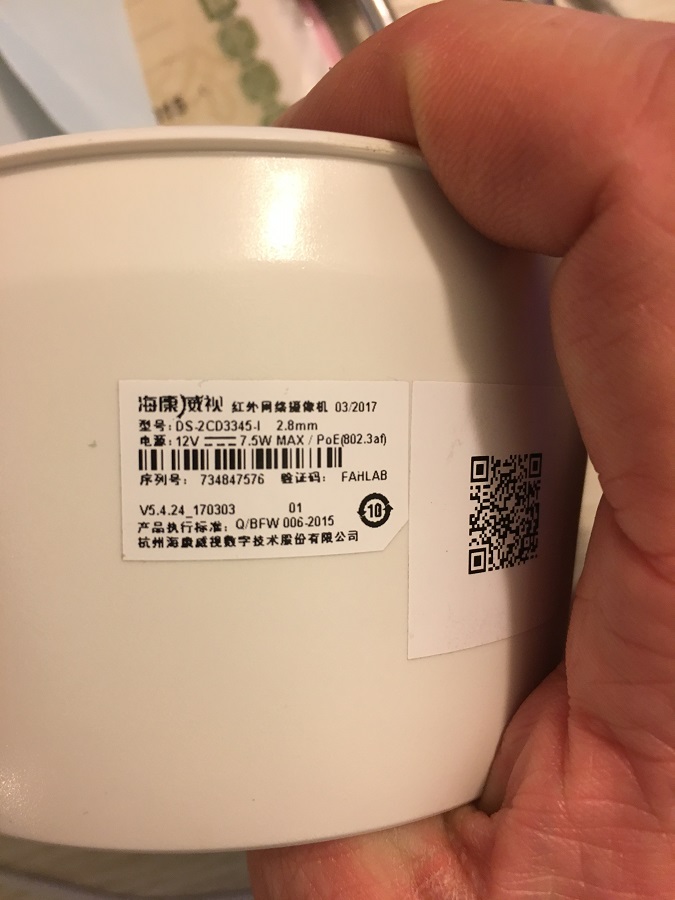 海康威视 红外网络摄像机 03/2017
型号: DS-2CD3345-I 2.8mm
电源: 12V ⎓ 7.5W MAX / PoE(802.3af)
序列号: 734847576 验证码: FAHLAB
V5.4.24_170303 01
10
产品执行标准: Q/BFW 006-2015
杭州海康威视数字技术股份有限公司